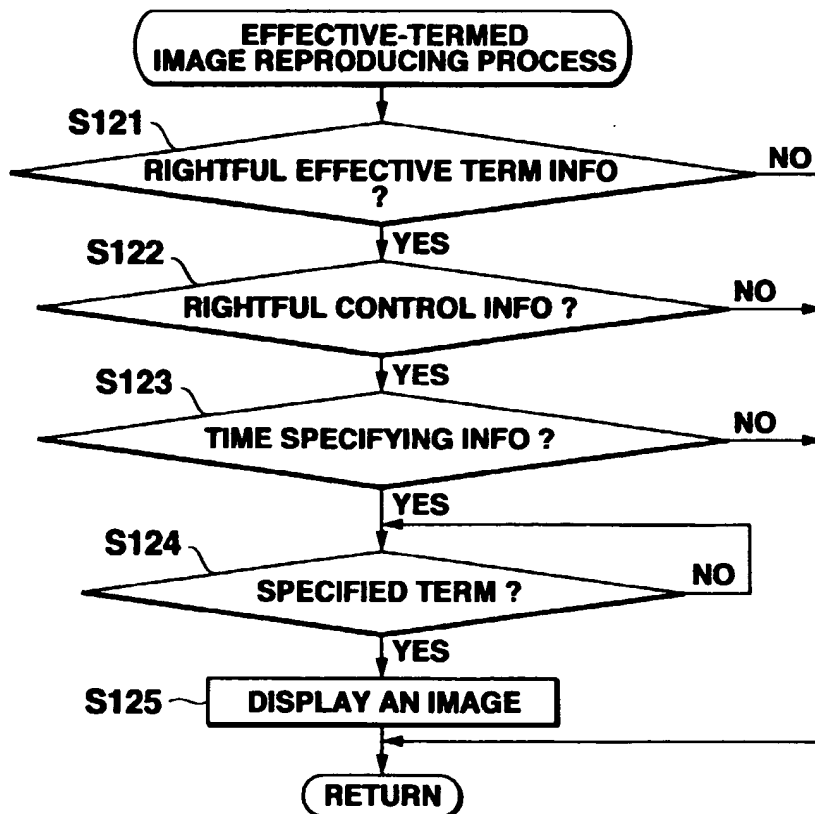 EFFECTIVE-TERMED
IMAGE REPRODUCING PROCESS
S121
RIGHTFUL EFFECTIVE TERM INFO
?
NO
YES
S122
RIGHTFUL CONTROL INFO ?
NO
YES
S123
TIME SPECIFYING INFO ?
NO
YES
S124
SPECIFIED TERM ?
NO
YES
S125
DISPLAY AN IMAGE
RETURN